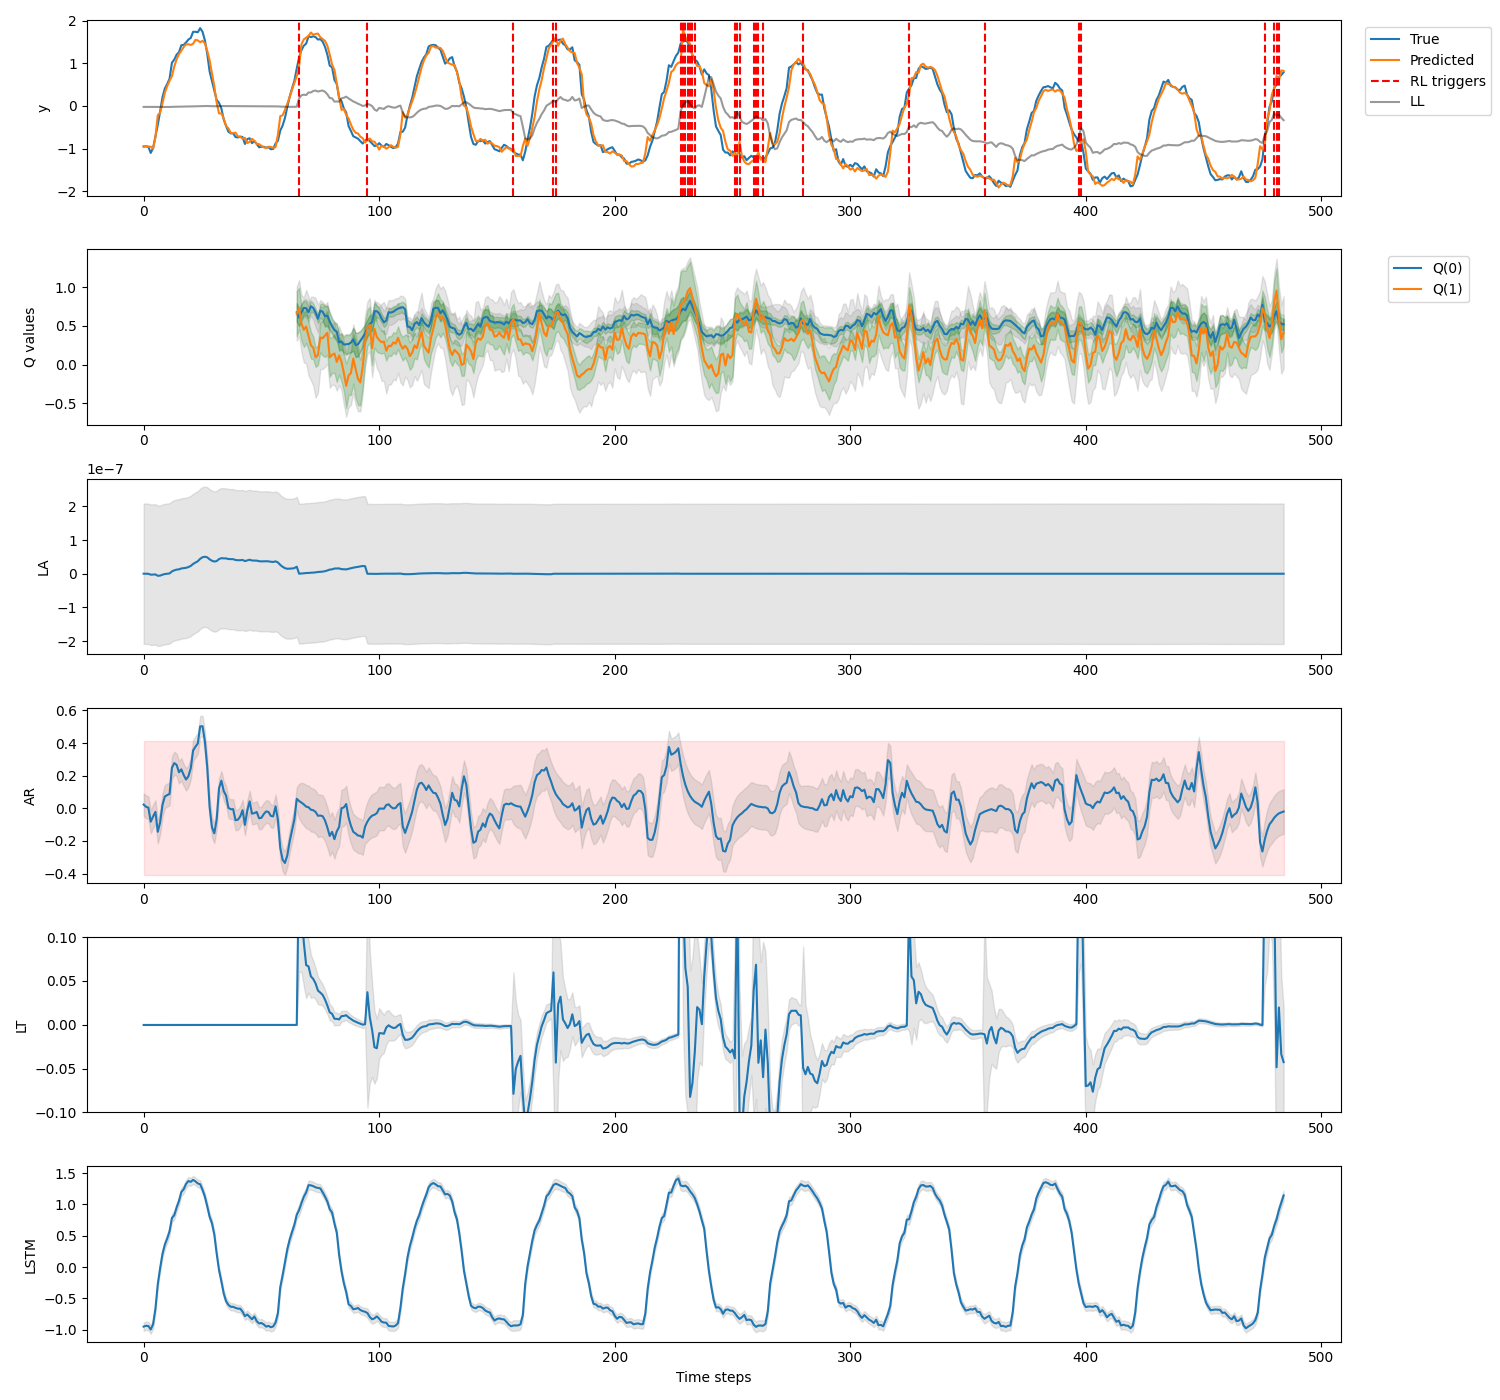 y
2
1
0
−1
−2
0 100 200 300 400 500
True
Predicted
RL triggers
LL
Q values
1.0
0.5
0.0
−0.5
0 100 200 300 400 500
Q(0)
Q(1)
1e−7
LA
2
1
0
−1
−2
0 100 200 300 400 500
AR
0.6
0.4
0.2
0.0
−0.2
−0.4
0 100 200 300 400 500
LT
0.10
0.05
0.00
−0.05
−0.10
0 100 200 300 400 500
LSTM
1.5
1.0
0.5
0.0
−0.5
−1.0
0 100 200 300 400 500
Time steps